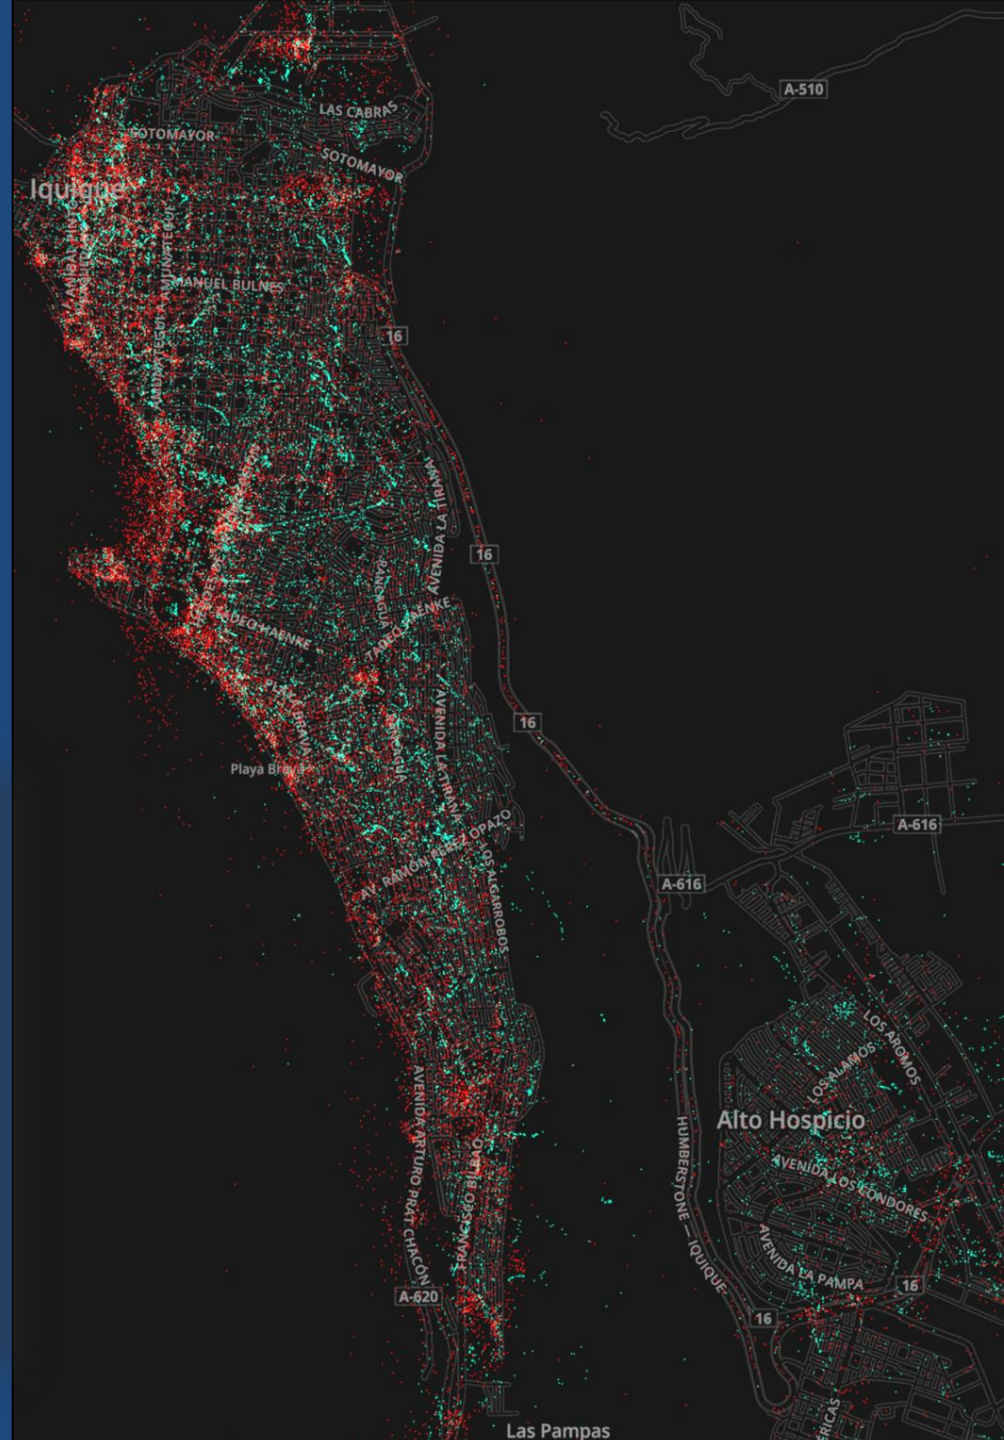 A-510
LAS CABRAS
SOTOMAYOR
SOTOMAYOR
Iquique
MANUEL BULNES
16
AVENIDA LA TIRANA
16
RANCAGUA
TADEO HAENKE
TADEO HAENKE
PLAYA BRAVA
AVENIDA LA TIRANA
16
Playa Brava
A-616
AV. RAMÓN PÉREZ OPAZO
LOS ALGARROBOS
A-616
LOS AROMOS
LOS ALAMOS
Alto Hospicio
AVENIDA ARTURO PRAT CHACÓN
FRANCISCO BILBAO
HUMBERSTONE — IQUIQUE
AVENIDA LOS CONDORES
AVENIDA LA PAMPA
16
A-620
16
Las Pampas